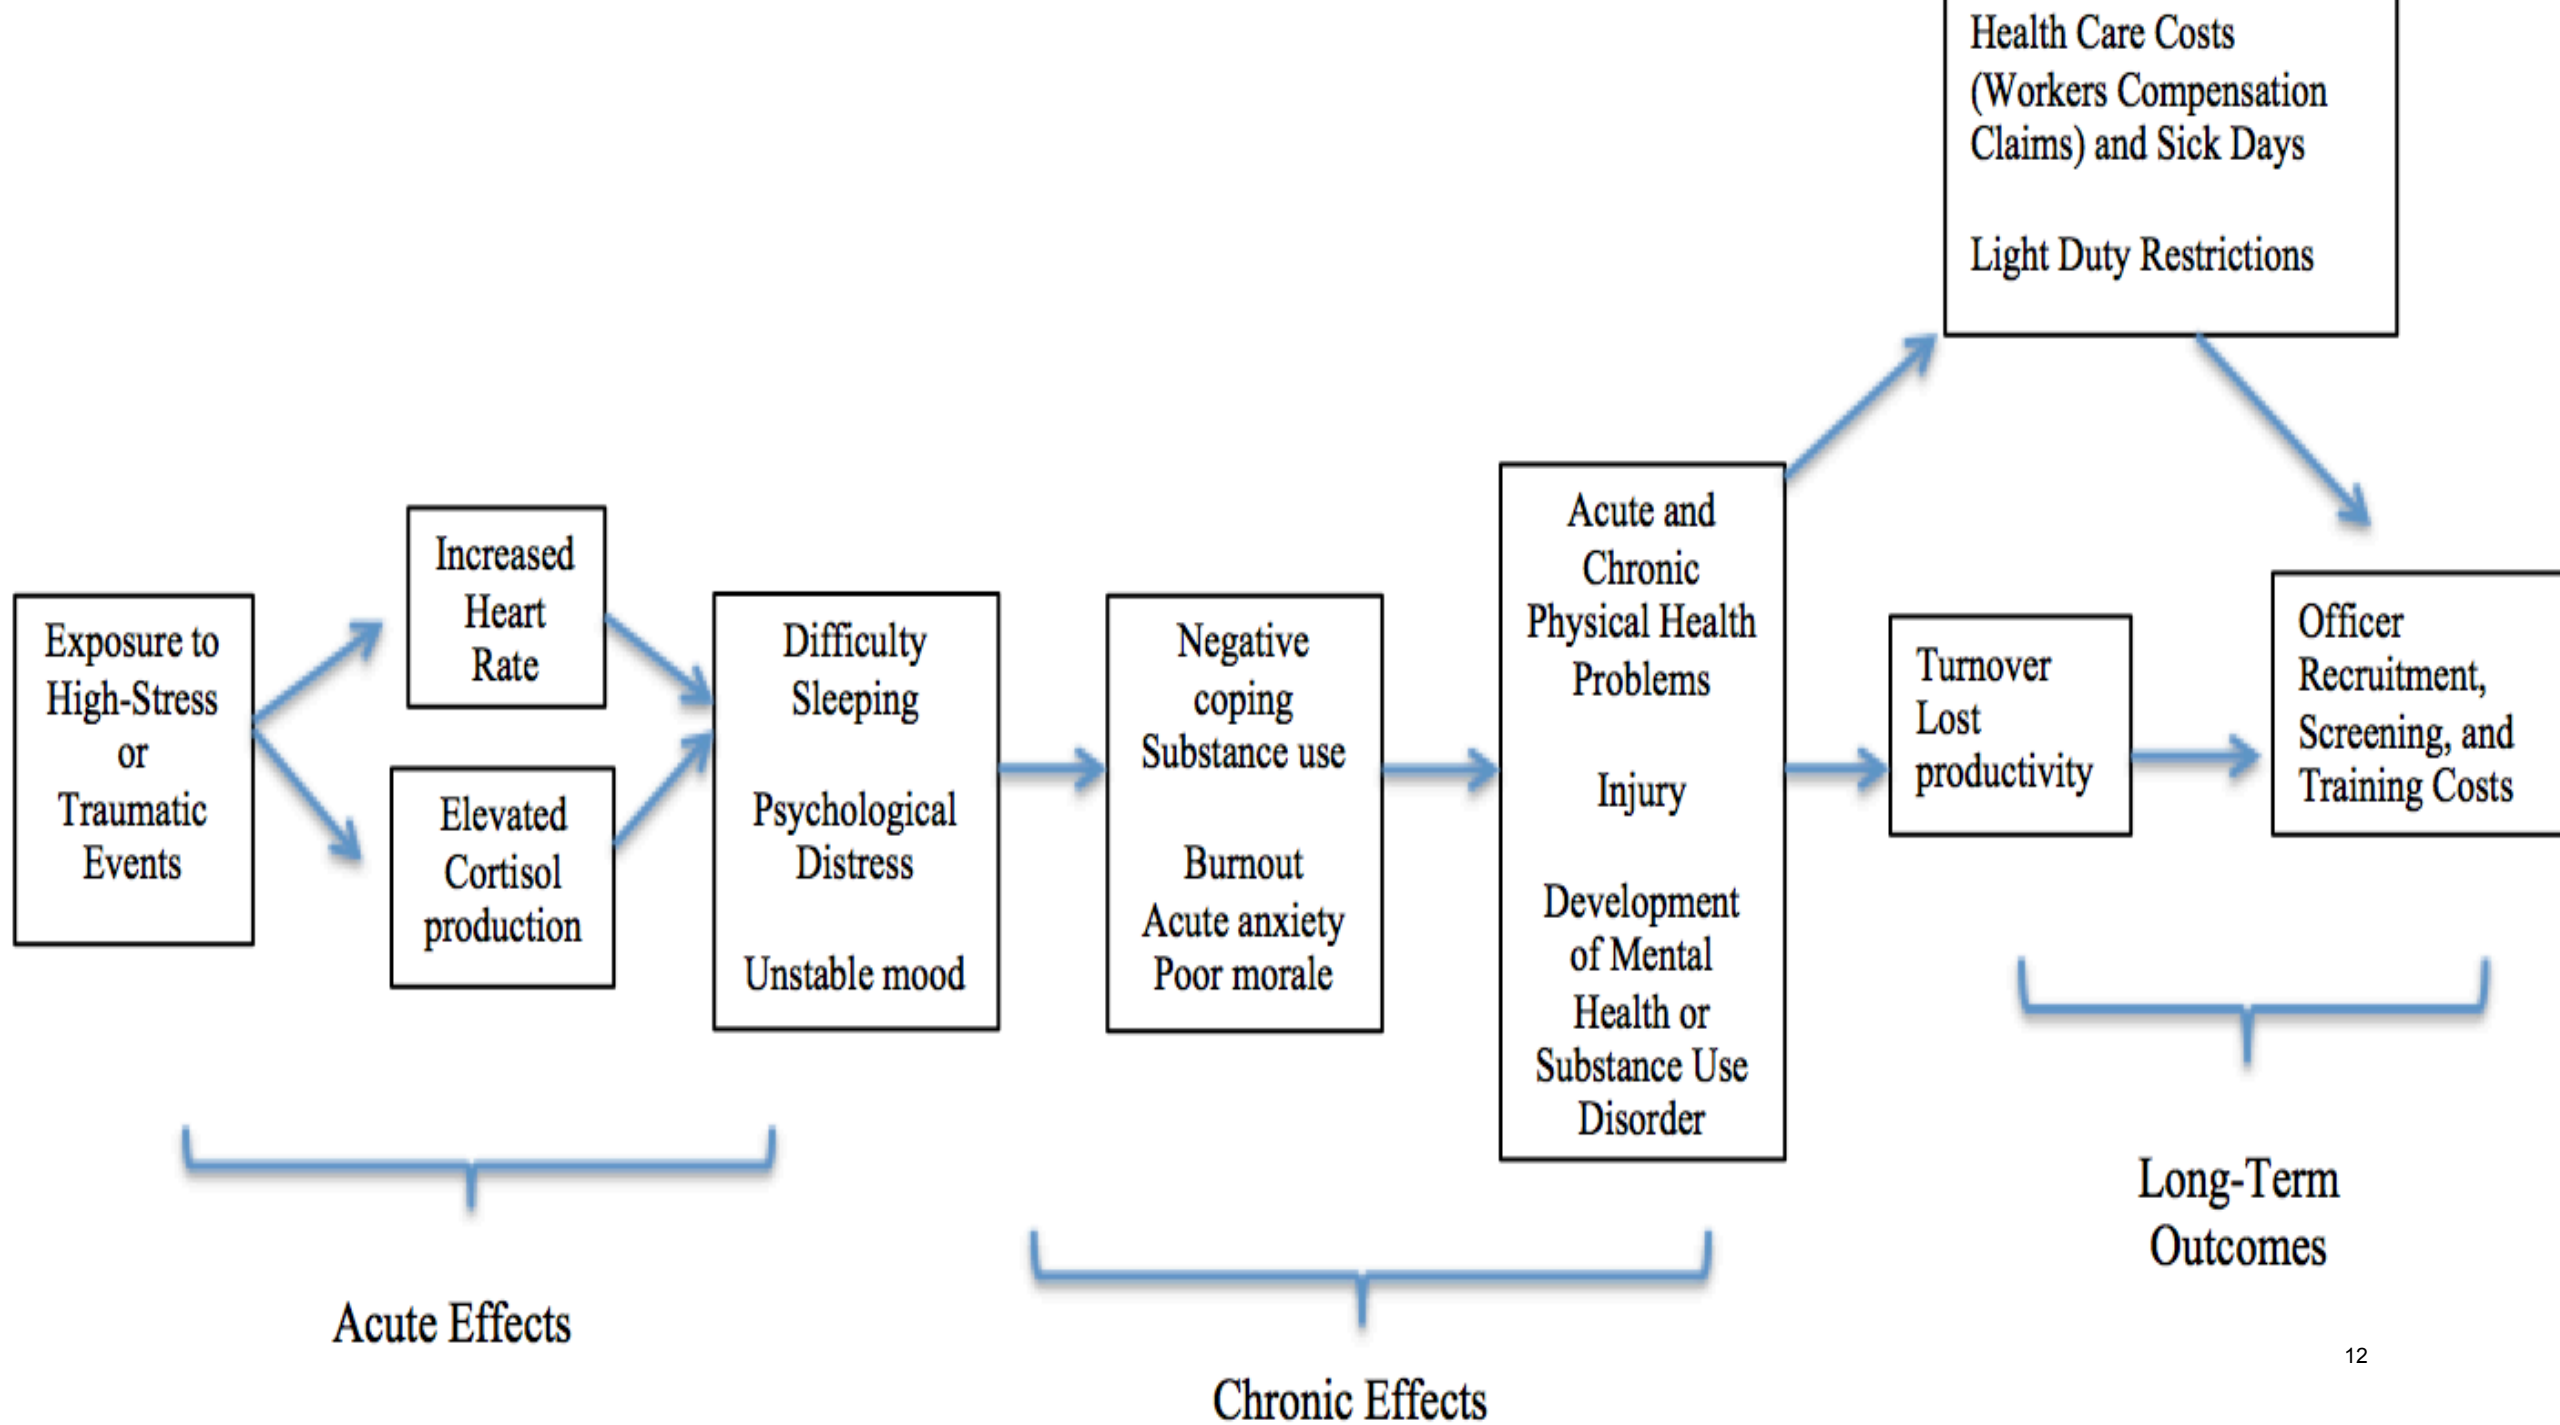 Health Care Costs
(Workers Compensation
Claims) and Sick Days
Light Duty Restrictions
Exposure to
High-Stress
or
Traumatic
Events
Increased
Heart
Rate
Elevated
Cortisol
production
Difficulty
Sleeping
Psychological
Distress
Unstable mood
Negative
coping
Substance use
Burnout
Acute anxiety
Poor morale
Acute and
Chronic
Physical Health
Problems
Injury
Development
of Mental
Health or
Substance Use
Disorder
Turnover
Lost
productivity
Officer
Recruitment,
Screening, and
Training Costs
Acute Effects
Chronic Effects
Long-Term
Outcomes
12